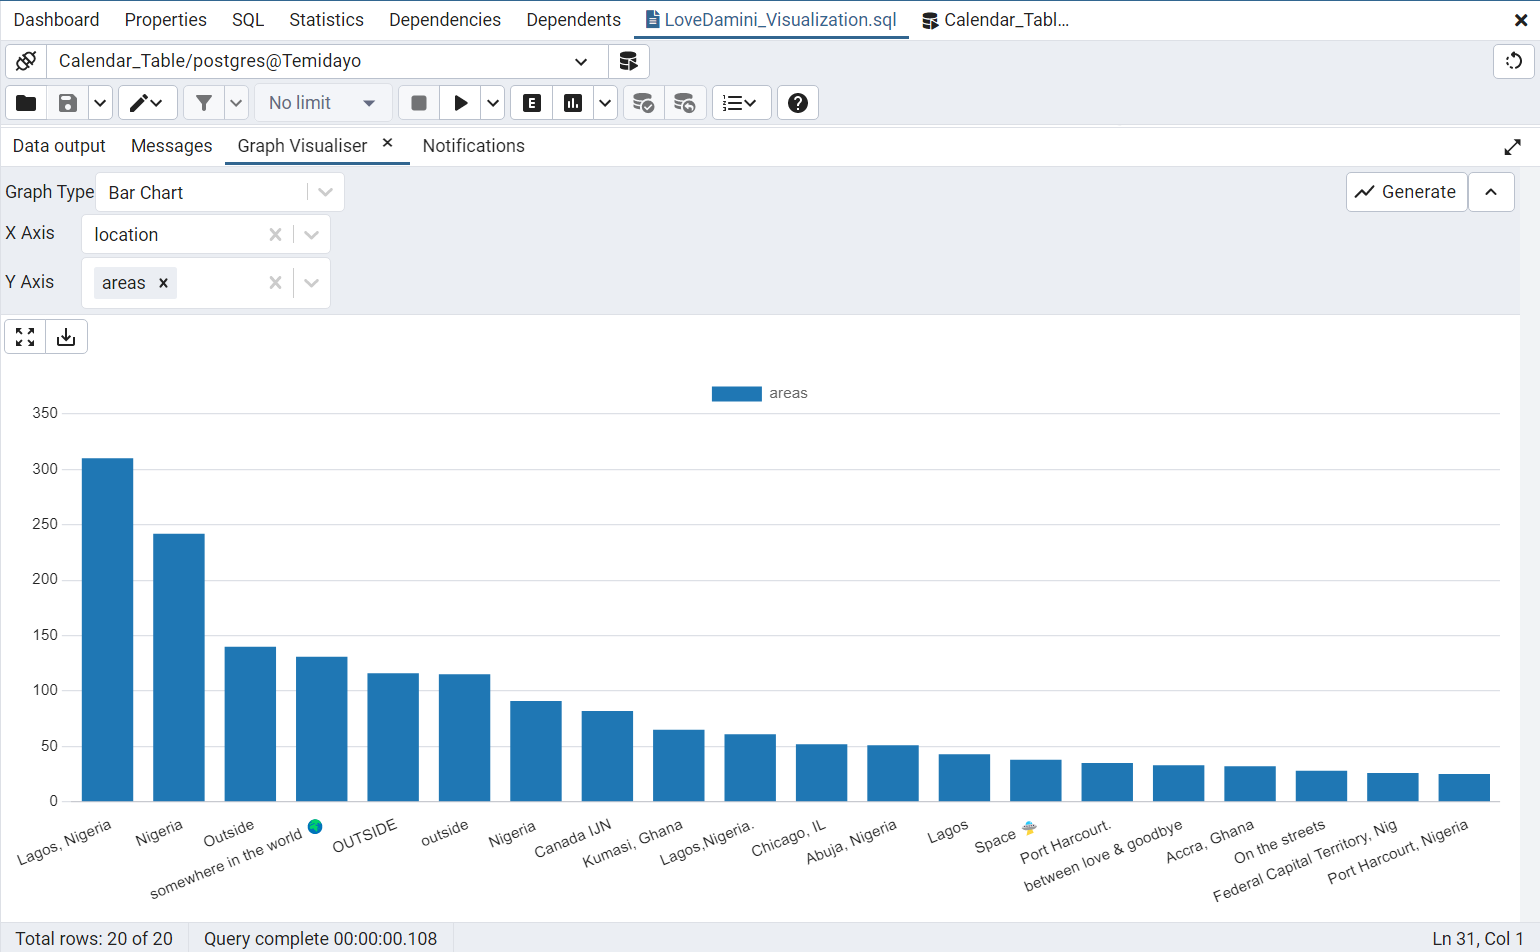 Dashboard Properties SQL Statistics Dependencies Dependents LoveDamini_Visualization.sql Calendar_Tabl...
Calendar_Table/postgres@Temidayo
No limit
E
Data output Messages Graph Visualiser Notifications
Graph Type Bar Chart Generate
X Axis location
Y Axis areas
areas
350
300
250
200
150
100
50
0
Lagos, Nigeria
Nigeria
Outside
somewhere in the world 🌍
OUTSIDE
outside
Nigeria
Canada IJN
Kumasi, Ghana
Lagos,Nigeria.
Chicago, IL
Abuja, Nigeria
Lagos
Space 🛸
Port Harcourt.
between love & goodbye
Accra, Ghana
On the streets
Federal Capital Territory, Nig
Port Harcourt, Nigeria
Total rows: 20 of 20 Query complete 00:00:00.108 Ln 31, Col 1